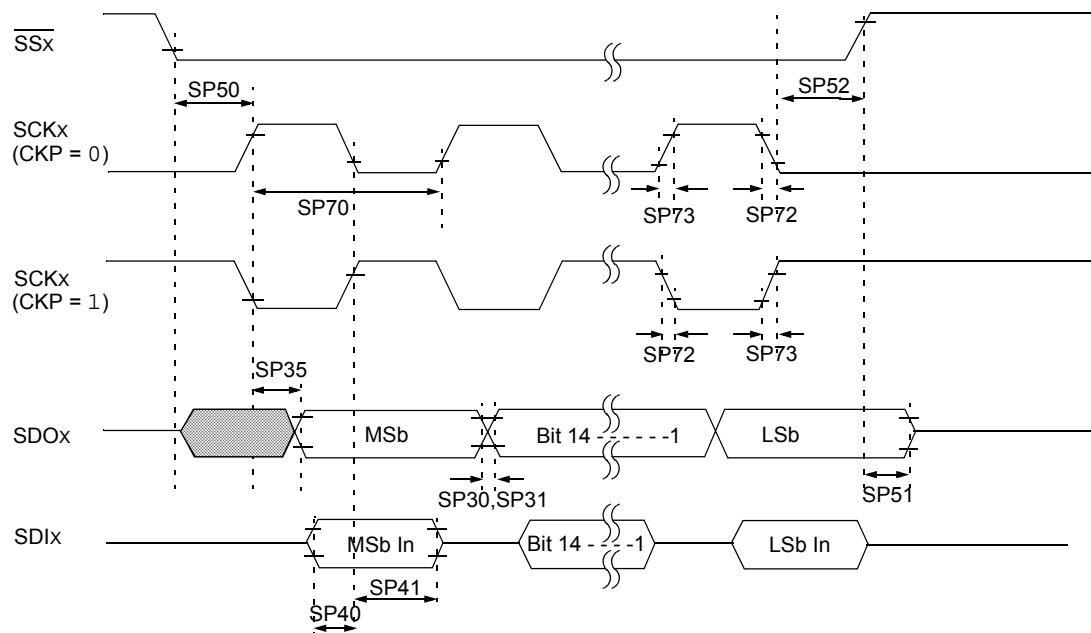 SSx
SP50
SP52
SCKx
(CKP = 0)
SP70
SP73
SP72
SCKx
(CKP = 1)
SP72
SP73
SP35
SDOx
MSb
Bit 14 - - - - - -1
LSb
SP30,SP31
SP51
SDIx
MSb In
Bit 14 - - - -1
LSb In
SP41
SP40